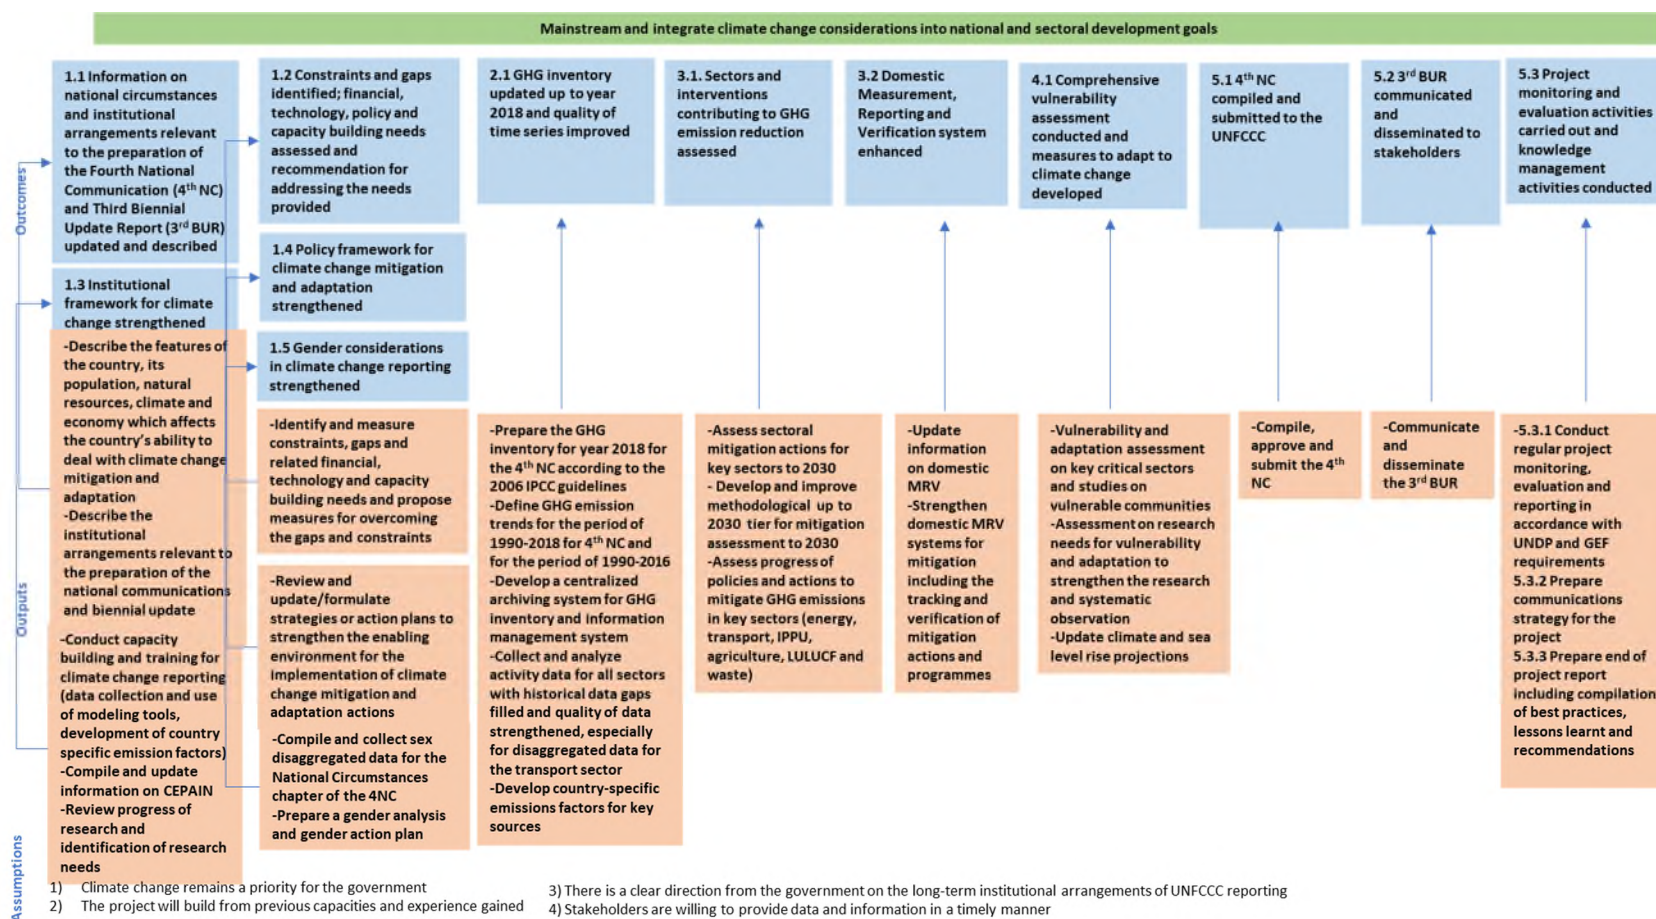 Mainstream and integrate climate change considerations into national and sectoral development goals
Outcomes
1.1 Information on
national circumstances
and institutional
arrangements relevant
to the preparation of
the Fourth National
Communication (4th NC)
and Third Biennial
Update Report (3rd BUR)
updated and described
1.3 Institutional
framework for climate
change strengthened
1.2 Constraints and gaps
identified; financial,
technology, policy and
capacity building needs
assessed and
recommendation for
addressing the needs
provided
1.4 Policy framework for
climate change mitigation
and adaptation
strengthened
1.5 Gender considerations
in climate change reporting
strengthened
2.1 GHG inventory
updated up to year
2018 and quality of
time series improved
3.1. Sectors and
interventions
contributing to GHG
emission reduction
assessed
3.2 Domestic
Measurement,
Reporting and
Verification system
enhanced
4.1 Comprehensive
vulnerability
assessment
conducted and
measures to adapt to
climate change
developed
5.1 4th NC
compiled and
submitted to the
UNFCCC
5.2 3rd BUR
communicated
and
disseminated to
stakeholders
5.3 Project
monitoring and
evaluation activities
carried out and
knowledge
management
activities conducted
Outputs
-Describe the features of
the country, its
population, natural
resources, climate and
economy which affects
the country's ability to
deal with climate change
mitigation and
adaptation
-Describe the
institutional
arrangements relevant to
the preparation of the
national communications
and biennial update
-Conduct capacity
building and training for
climate change reporting
(data collection and use
of modeling tools,
development of country
specific emission factors)
-Compile and update
information on CEPAIN
-Review progress of
research and
identification of research
needs
-Identify and measure
constraints, gaps and
related financial,
technology and capacity
building needs and propose
measures for overcoming
the gaps and constraints
-Review and
update/formulate
strategies or action plans to
strengthen the enabling
environment for the
implementation of climate
change mitigation and
adaptation actions
-Compile and collect sex
disaggregated data for the
National Circumstances
chapter of the 4NC
-Prepare a gender analysis
and gender action plan
-Prepare the GHG
inventory for year 2018 for
the 4th NC according to the
2006 IPCC guidelines
-Define GHG emission
trends for the period of
1990-2018 for 4th NC and
for the period of 1990-2016
-Develop a centralized
archiving system for GHG
inventory and information
management system
-Collect and analyze
activity data for all sectors
with historical data gaps
filled and quality of data
strengthened, especially
for disaggregated data for
the transport sector
-Develop country-specific
emissions factors for key
sources
-Assess sectoral
mitigation actions for
key sectors to 2030
- Develop and improve
methodological up to
2030 tier for mitigation
assessment to 2030
-Assess progress of
policies and actions to
mitigate GHG emissions
in key sectors (energy,
transport, IPPU,
agriculture, LULUCF and
waste)
-Update
information
on domestic
MRV
-Strengthen
domestic MRV
systems for
mitigation
including the
tracking and
verification of
mitigation
actions and
programmes
-Vulnerability and
adaptation assessment
on key critical sectors
and studies on
vulnerable communities
-Assessment on research
needs for vulnerability
and adaptation to
strengthen the research
and systematic
observation
-Update climate and sea
level rise projections
-Compile,
approve and
submit the 4th
NC
-Communicate
and
disseminate
the 3rd BUR
-5.3.1 Conduct
regular project
monitoring,
evaluation and
reporting in
accordance with
UNDP and GEF
requirements
5.3.2 Prepare
communications
strategy for the
project
5.3.3 Prepare end of
project report
including compilation
of best practices,
lessons learnt and
recommendations
Assumptions
1) Climate change remains a priority for the government
2) The project will build from previous capacities and experience gained
3) There is a clear direction from the government on the long-term institutional arrangements of UNFCCC reporting
4) Stakeholders are willing to provide data and information in a timely manner